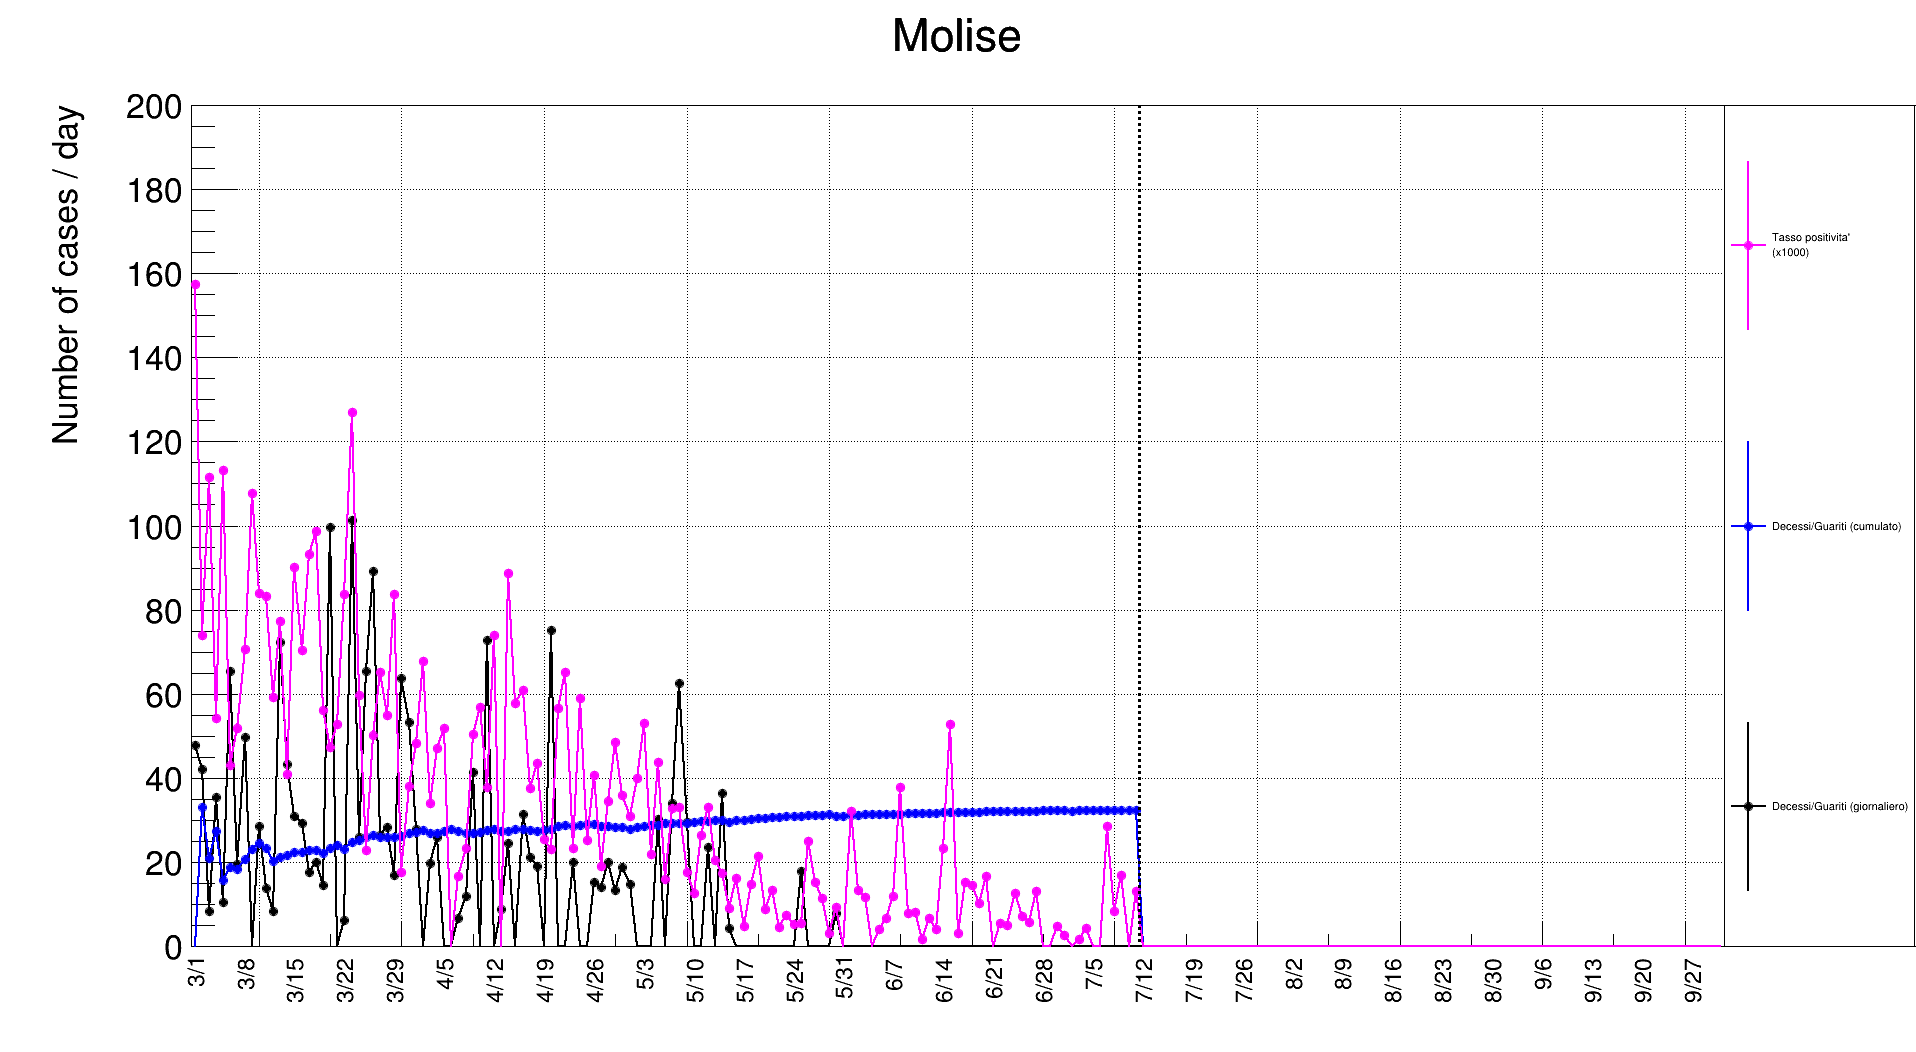 Molise
Number of cases / day
200
180
160
140
120
100
80
60
40
20
0
3/1 3/8 3/15 3/22 3/29 4/5 4/12 4/19 4/26 5/3 5/10 5/17 5/24 5/31 6/7 6/14 6/21 6/28 7/5 7/12 7/19 7/26 8/2 8/9 8/16 8/23 8/30 9/6 9/13 9/20 9/27
Tasso positivita'
(x1000)
Decessi/Guariti (cumulato)
Decessi/Guariti (giornaliero)